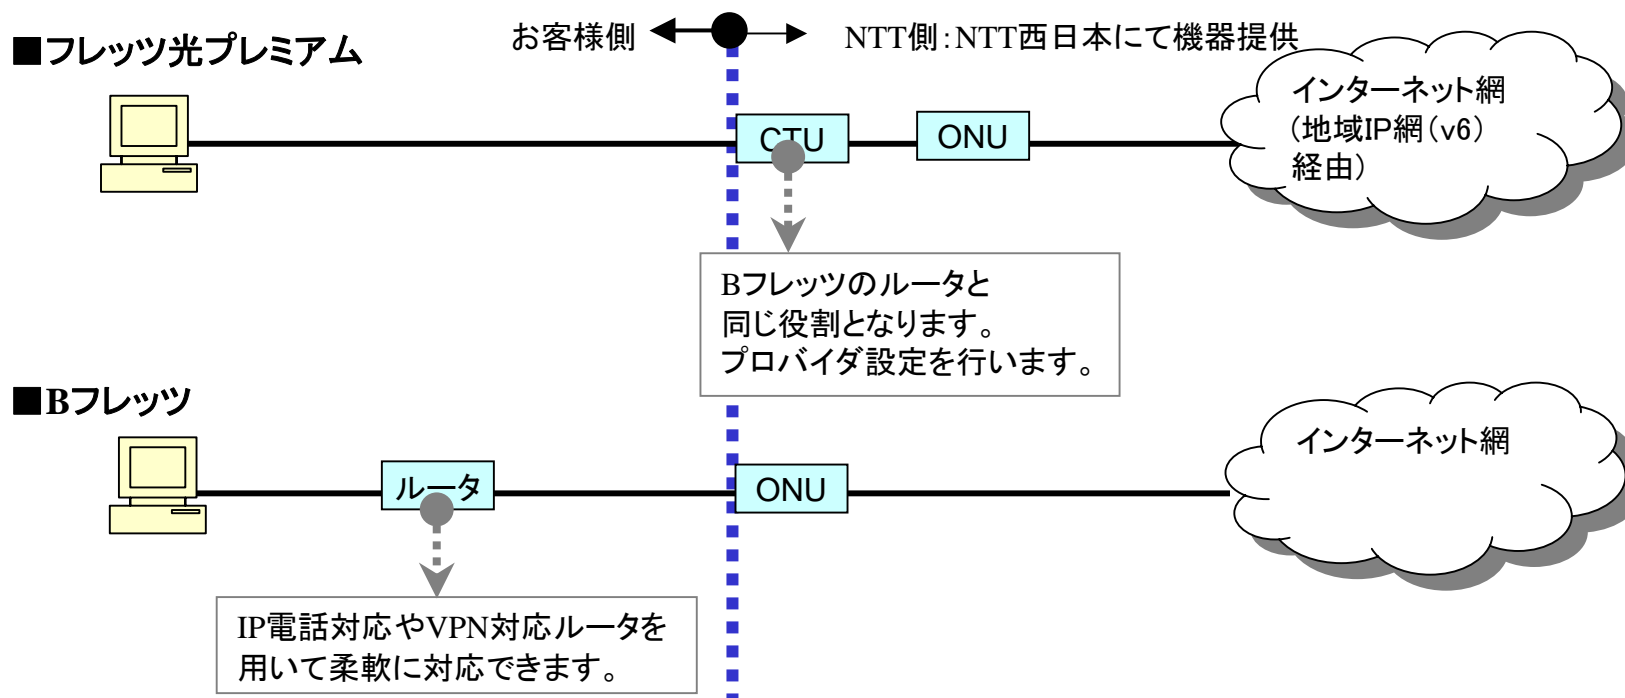 お客様側
NTT側：NTT西日本にて機器提供
■フレッツ光プレミアム
CTU
ONU
インターネット網
（地域IP網（v6）
経由）
Bフレッツのルータと
同じ役割となります。
プロバイダ設定を行います。
■Bフレッツ
ルータ
ONU
インターネット網
IP電話対応やVPN対応ルータを
用いて柔軟に対応できます。